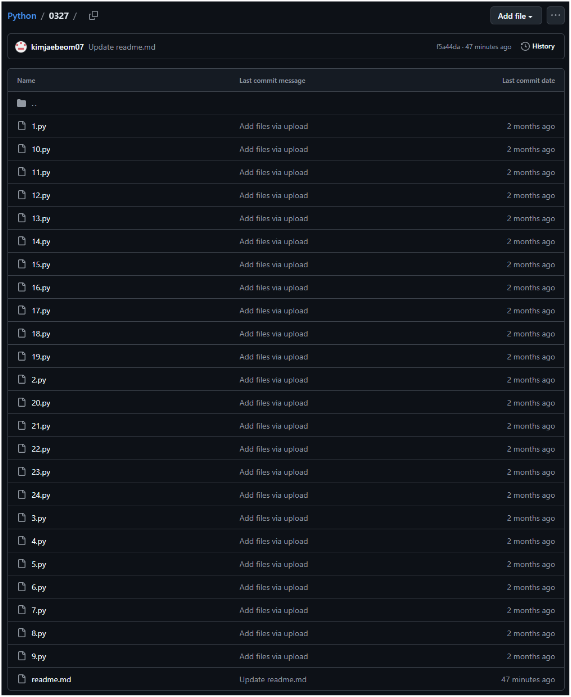 Python / 0327 /
Add file
kimjaebeom07 Update readme.md f5a44da · 47 minutes ago History
Name Last commit message Last commit date
..
1.py Add files via upload 2 months ago
10.py Add files via upload 2 months ago
11.py Add files via upload 2 months ago
12.py Add files via upload 2 months ago
13.py Add files via upload 2 months ago
14.py Add files via upload 2 months ago
15.py Add files via upload 2 months ago
16.py Add files via upload 2 months ago
17.py Add files via upload 2 months ago
18.py Add files via upload 2 months ago
19.py Add files via upload 2 months ago
2.py Add files via upload 2 months ago
20.py Add files via upload 2 months ago
21.py Add files via upload 2 months ago
22.py Add files via upload 2 months ago
23.py Add files via upload 2 months ago
24.py Add files via upload 2 months ago
3.py Add files via upload 2 months ago
4.py Add files via upload 2 months ago
5.py Add files via upload 2 months ago
6.py Add files via upload 2 months ago
7.py Add files via upload 2 months ago
8.py Add files via upload 2 months ago
9.py Add files via upload 2 months ago
readme.md Update readme.md 47 minutes ago